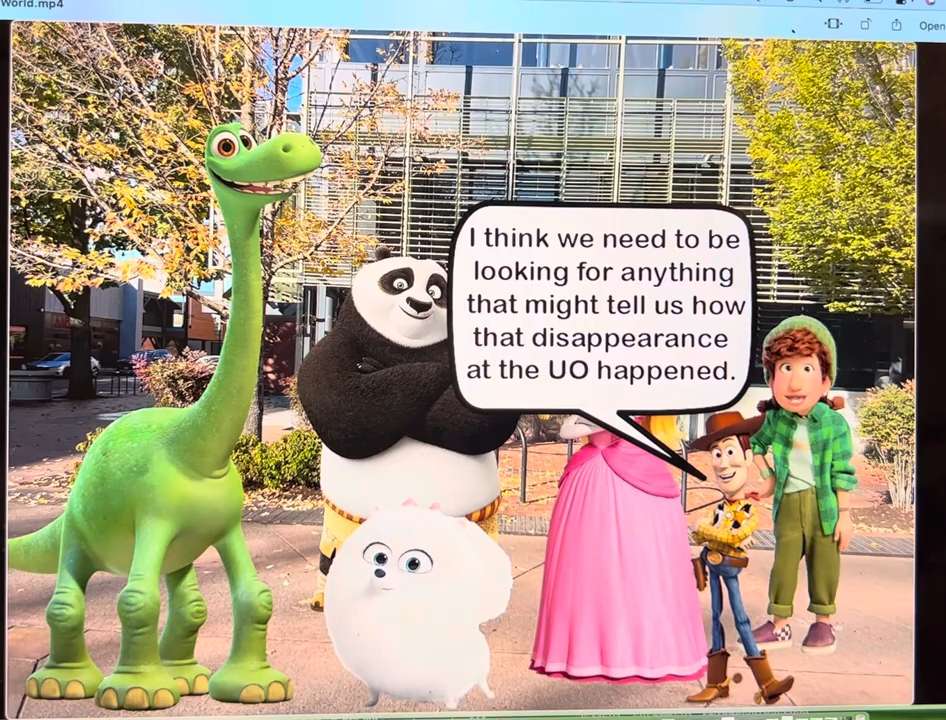 World.mp4
Open
I think we need to be
looking for anything
that might tell us how
that disappearance
at the UO happened.